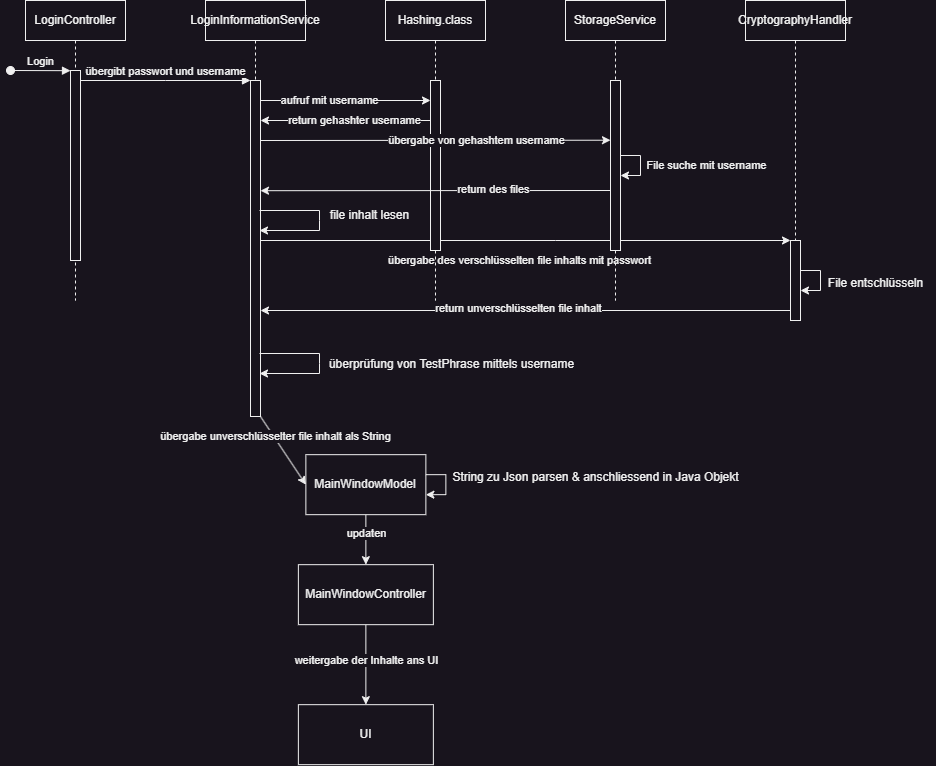 LoginController
LoginInformationService
Hashing.class
StorageService
CryptographyHandler
Login
übergibt passwort und username
aufruf mit username
return gehashter username
übergabe von gehashtem username
File suche mit username
return des files
file inhalt lesen
übergabe des verschlüsselten file inhalts mit passwort
File entschlüseln
return unverschlüsselten file inhalt
überprüfung von TestPhrase mittels username
übergabe unverschlüsselter file inhalt als String
String zu Json parsen & anschliessend in Java Objekt
MainWindowModel
updaten
MainWindowController
weitergabe der Inhalte ans UI
UI